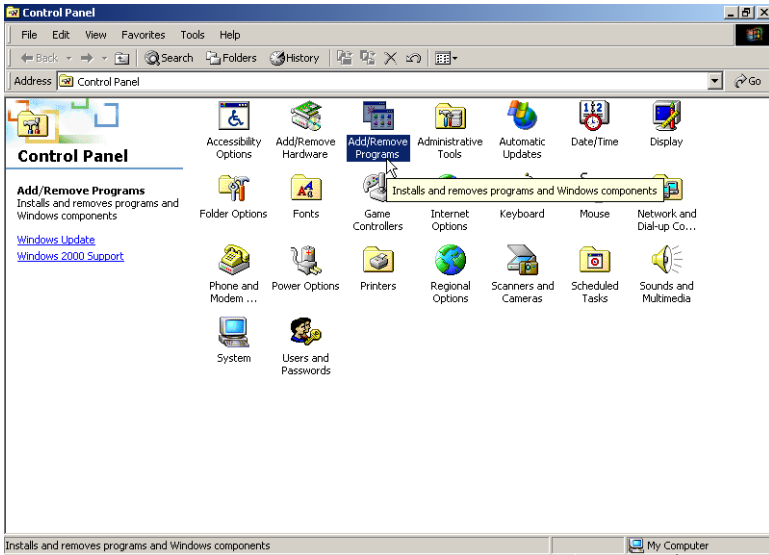 Control Panel
File Edit View Favorites Tools Help
Back Search Folders History
Address Control Panel Go
Control Panel
Add/Remove Programs
Installs and removes programs and
Windows components
Windows Update
Windows 2000 Support
Accessibility
Options
Add/Remove
Hardware
Add/Remove
Programs
Administrative
Tools
Automatic
Updates
Date/Time
Display
Installs and removes programs and Windows components
Folder Options
Fonts
Game
Controllers
Internet
Options
Keyboard
Mouse
Network and
Dial-up Co...
Phone and
Modem ...
Power Options
Printers
Regional
Options
Scanners and
Cameras
Scheduled
Tasks
Sounds and
Multimedia
System
Users and
Passwords
Installs and removes programs and Windows components
My Computer